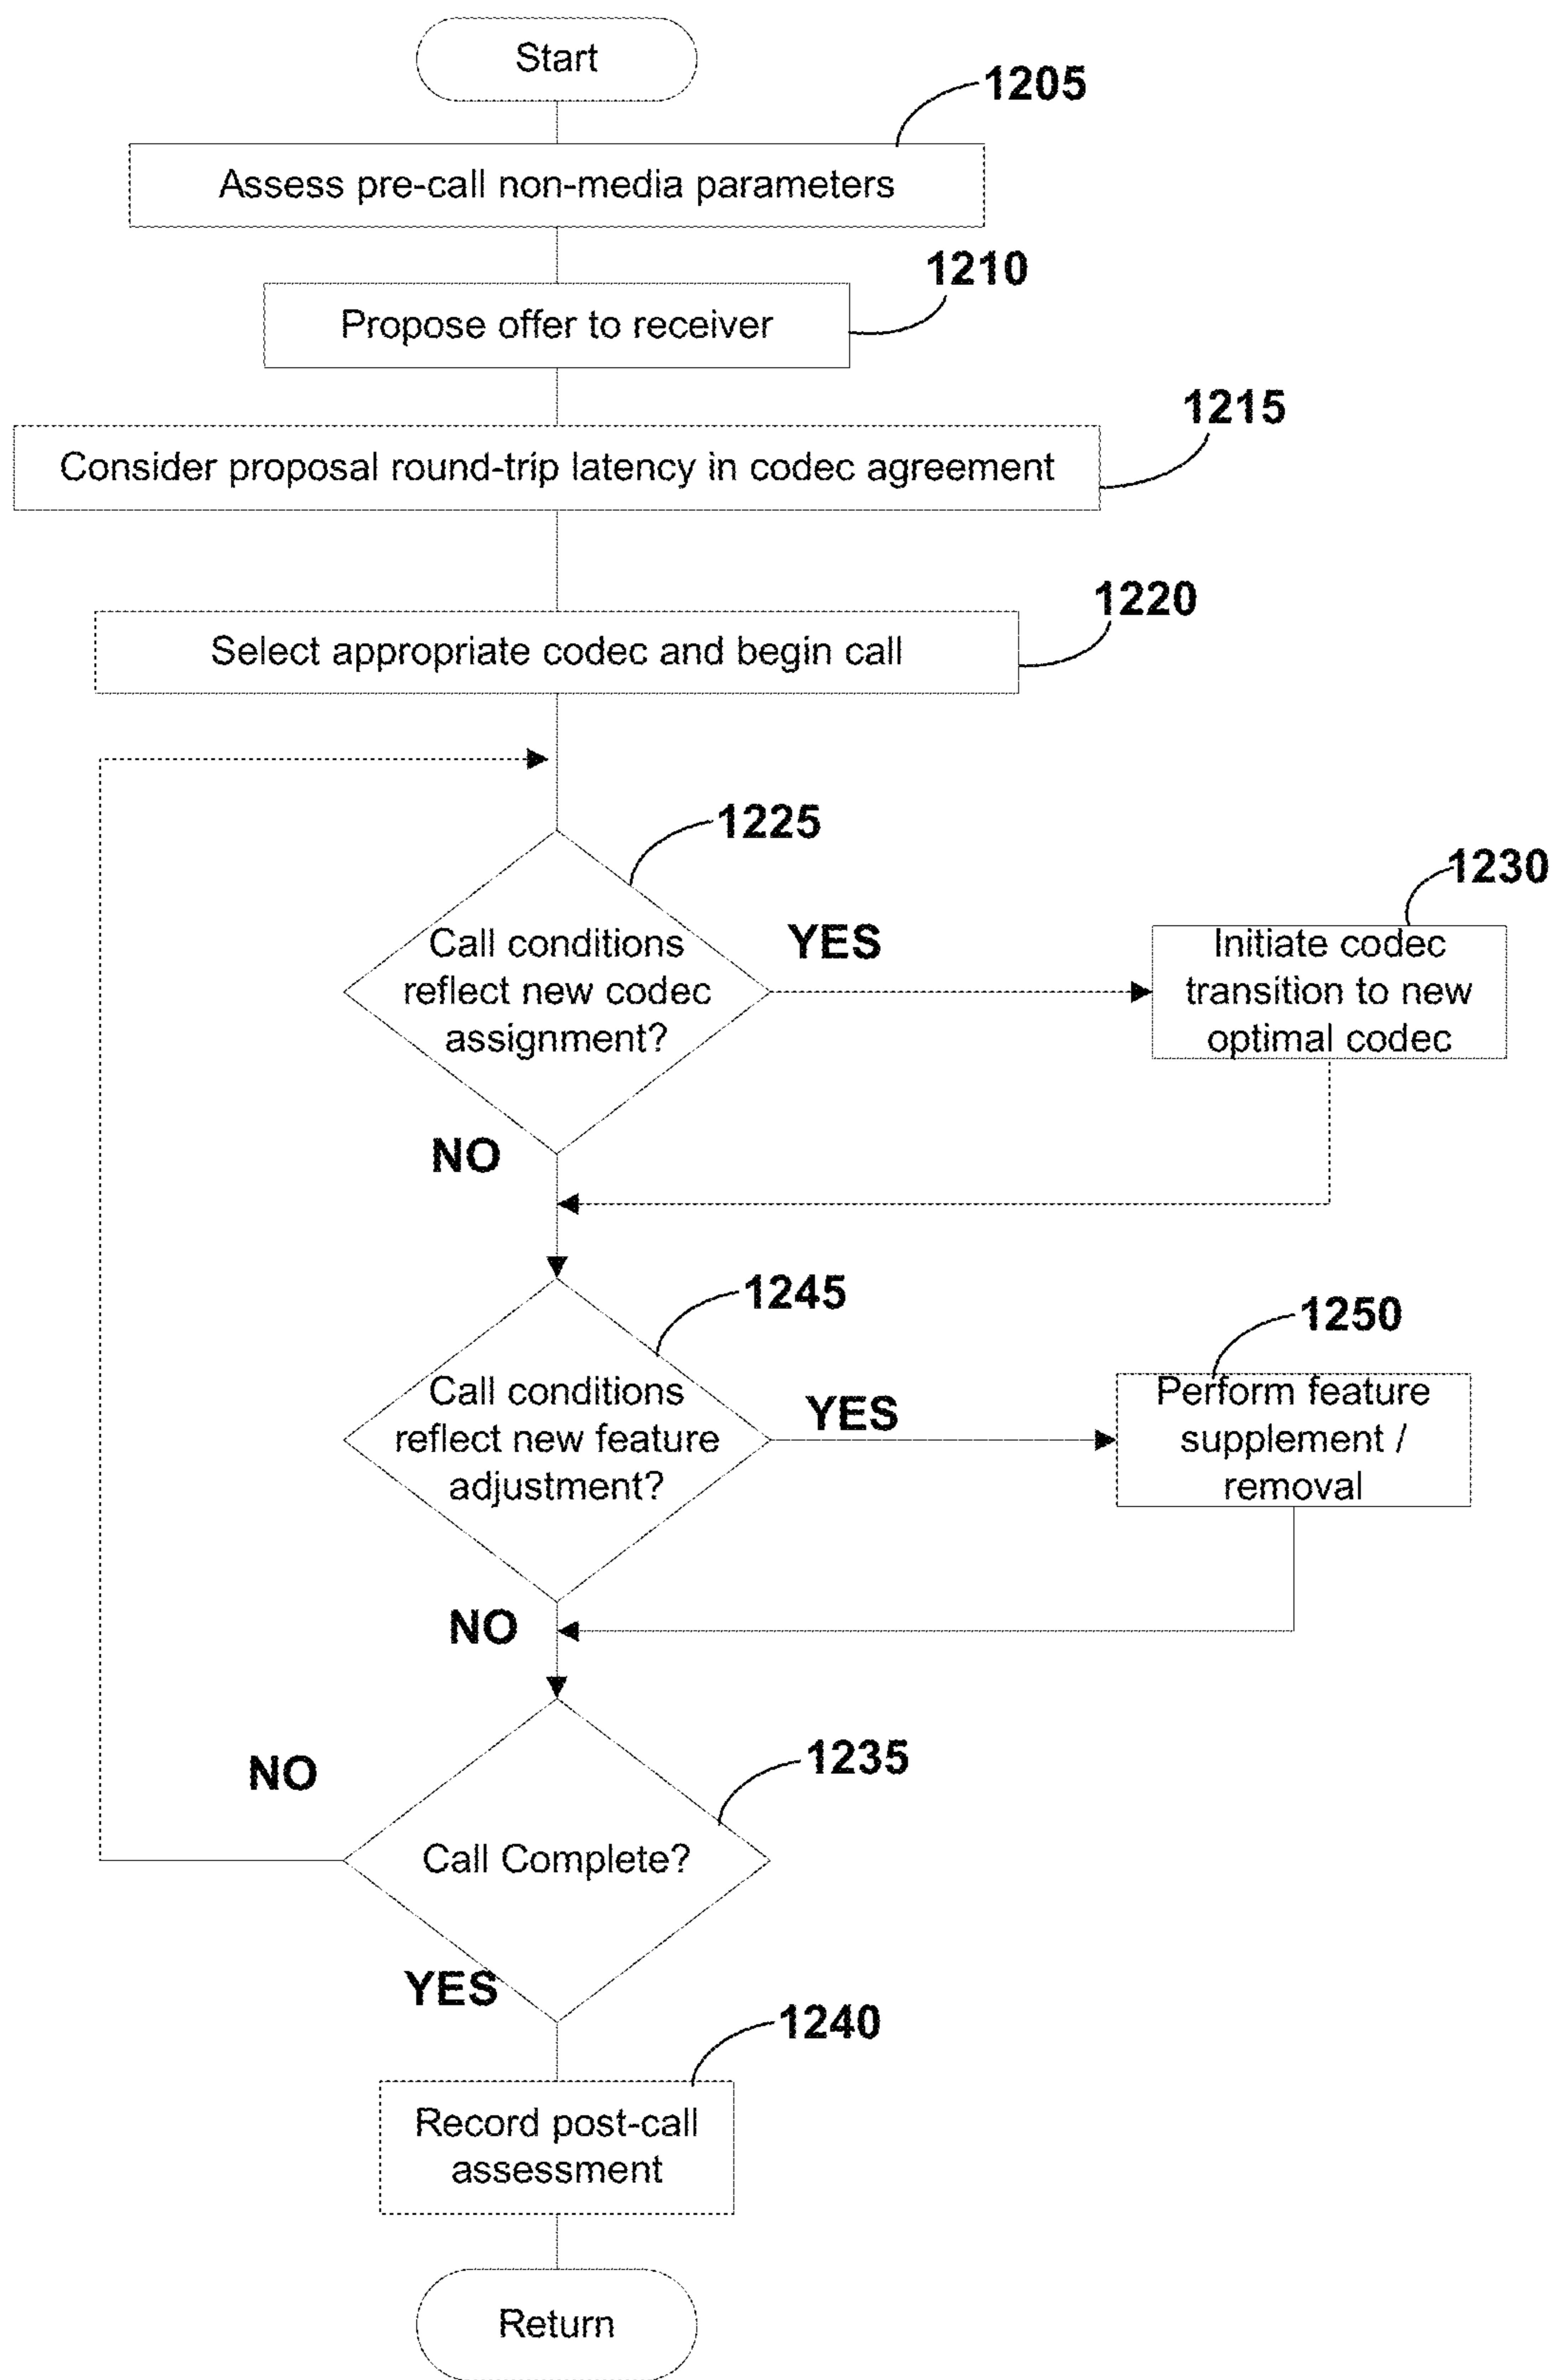 Start
1205
Assess pre-call non-media parameters
1210
Propose offer to receiver
1215
Consider proposal round-trip latency in codec agreement
1220
Select appropriate codec and begin call
1225
Call conditions
reflect new codec
assignment?
YES
1230
Initiate codec
transition to new
optimal codec
NO
1245
Call conditions
reflect new feature
adjustment?
YES
1250
Perform feature
supplement /
removal
NO
1235
Call Complete?
NO
YES
1240
Record post-call
assessment
Return